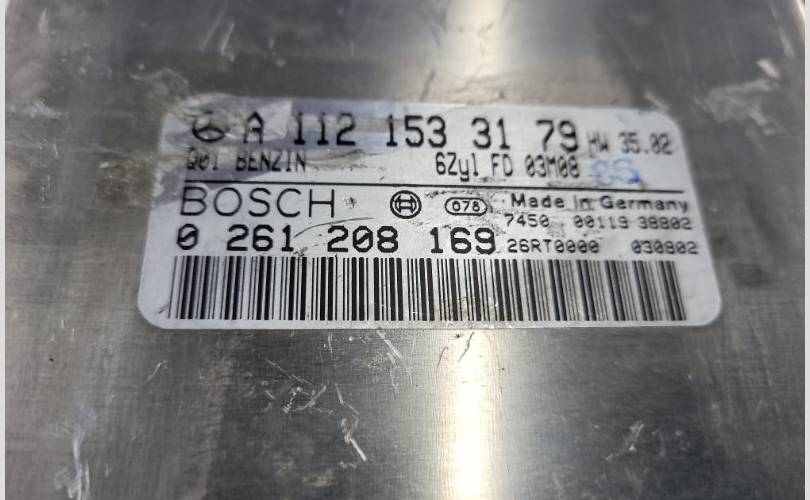 A 112 153 31 79 HW 35.02
Q01 BENZIN 6Zyl FD 03M08
BOSCH 078 Made in Germany
7450 00119 38802
0 261 208 169 26RT0000 030802